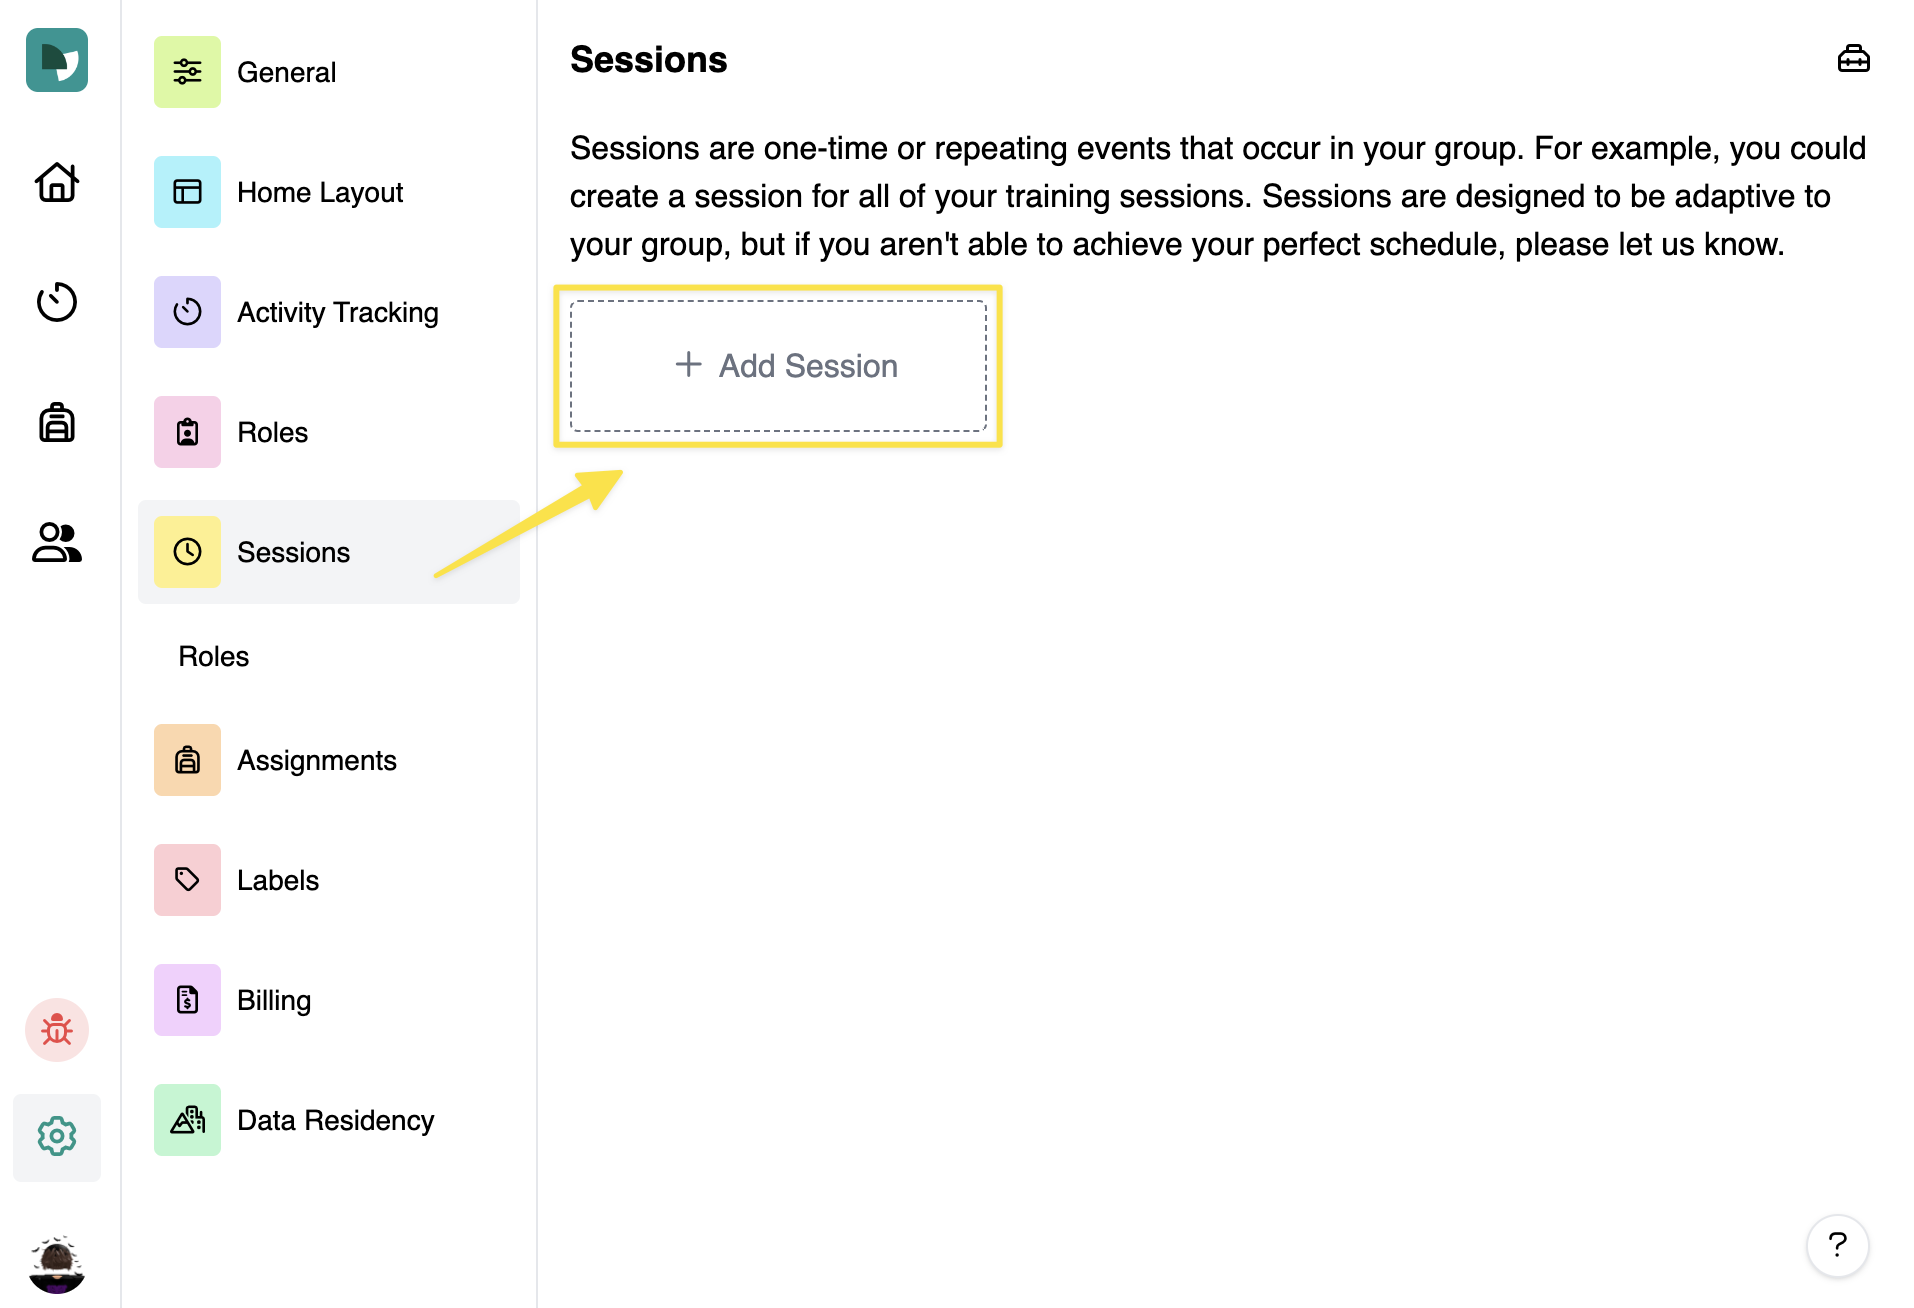 General
Home Layout
Activity Tracking
Roles
Sessions
Roles
Assignments
Labels
Billing
Data Residency
Sessions
Sessions are one-time or repeating events that occur in your group. For example, you could
create a session for all of your training sessions. Sessions are designed to be adaptive to
your group, but if you aren't able to achieve your perfect schedule, please let us know.
+ Add Session
?